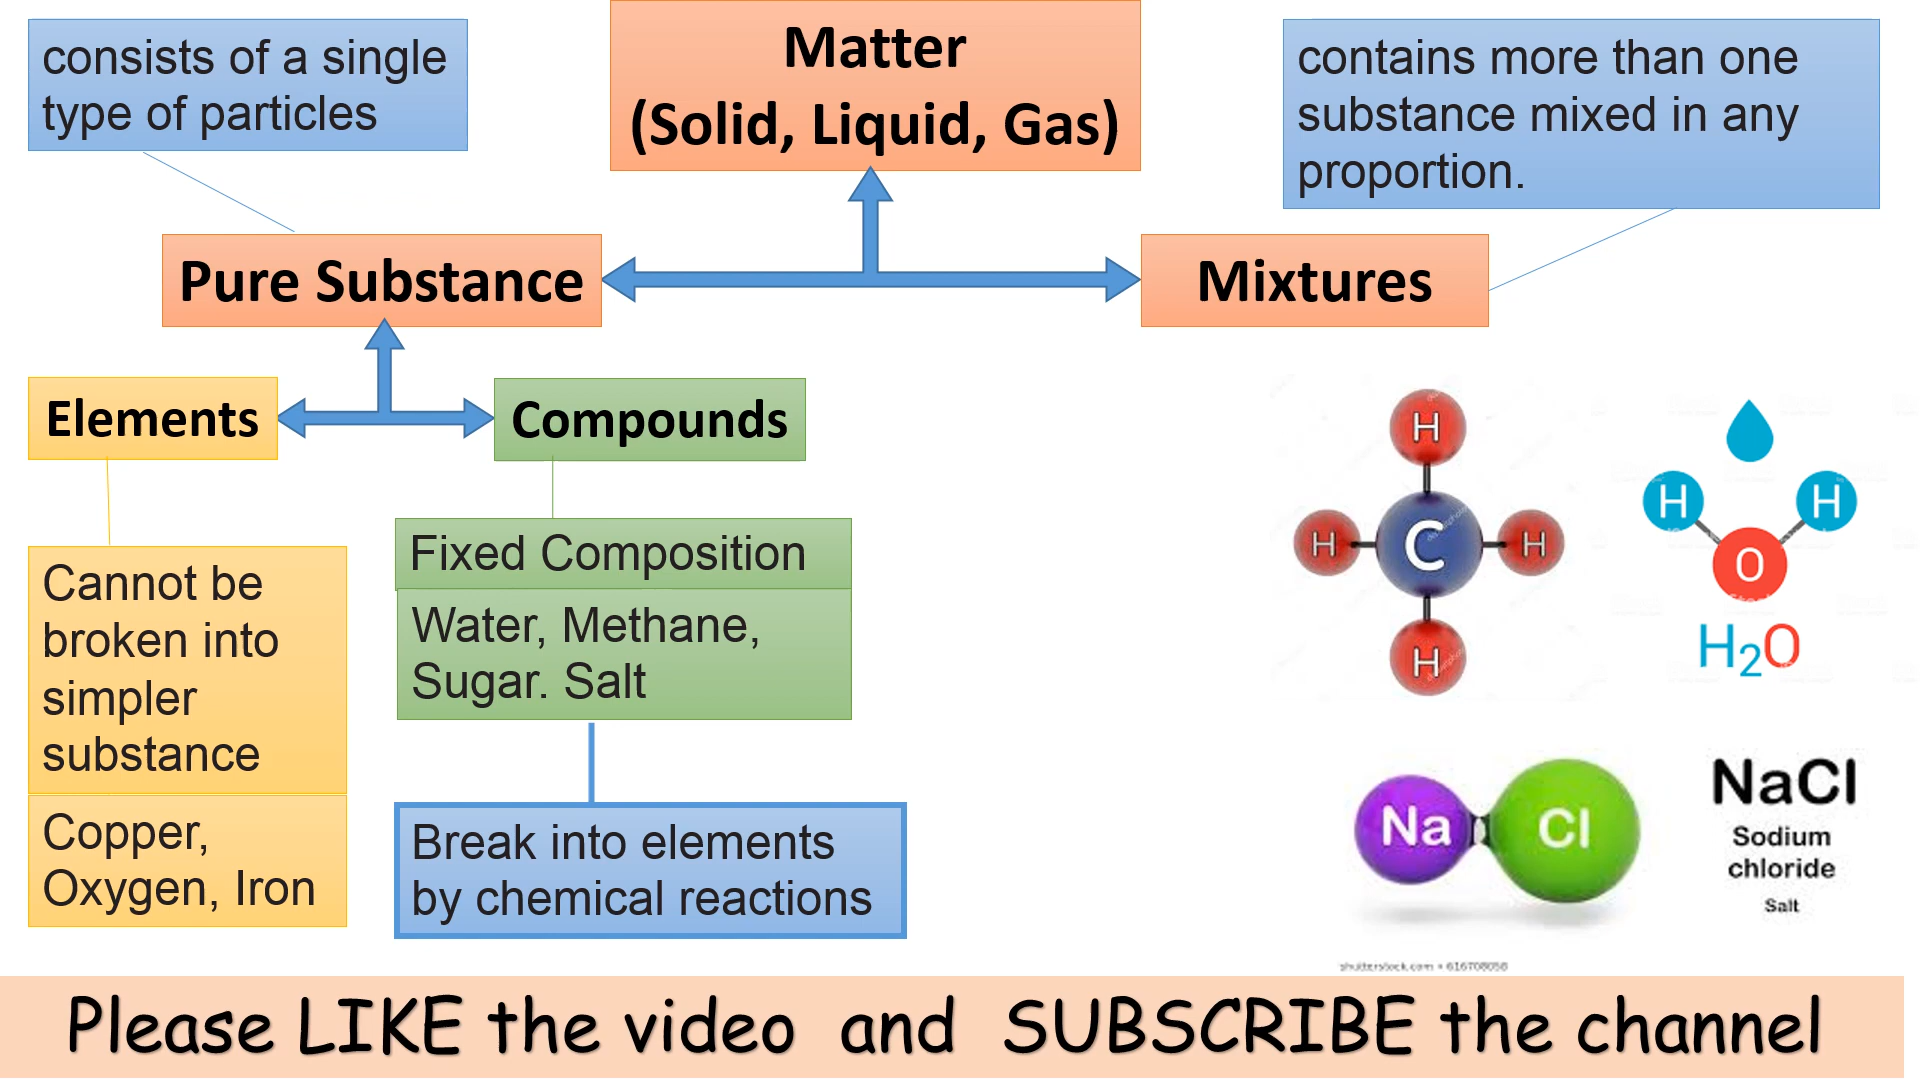 consists of a single
type of particles
Matter
(Solid, Liquid, Gas)
contains more than one
substance mixed in any
proportion.
Pure Substance
Mixtures
Elements
Compounds
Cannot be
broken into
simpler
substance
Copper,
Oxygen, Iron
Fixed Composition
Water, Methane,
Sugar. Salt
Break into elements
by chemical reactions
H
H C H
H
H H
O
H2O
Na Cl
NaCl
Sodium
chloride
Salt
shutterstock.com • 616708058
Please LIKE the video and SUBSCRIBE the channel